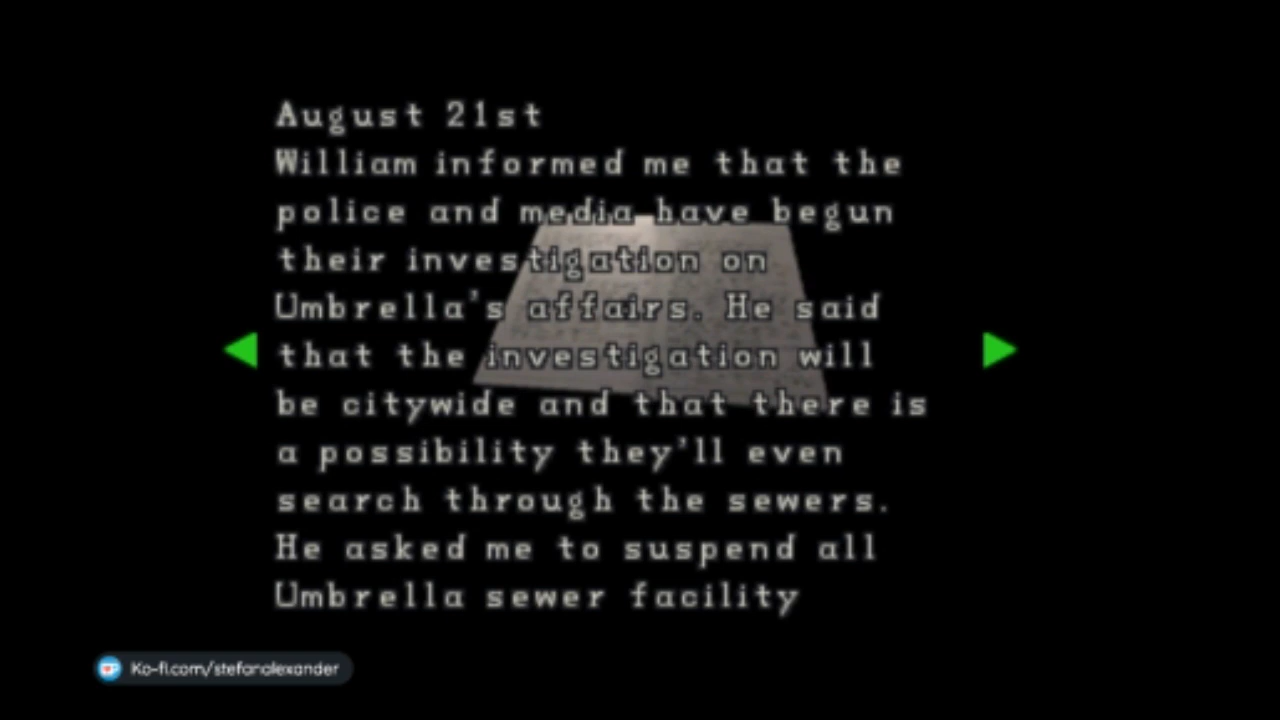 August 21st
William informed me that the
police and media have begun
their investigation on
Umbrella's affairs. He said
that the investigation will
be citywide and that there is
a possibility they'll even
search through the sewers.
He asked me to suspend all
Umbrella sewer facility
Ko-fi.com/stefanalexander